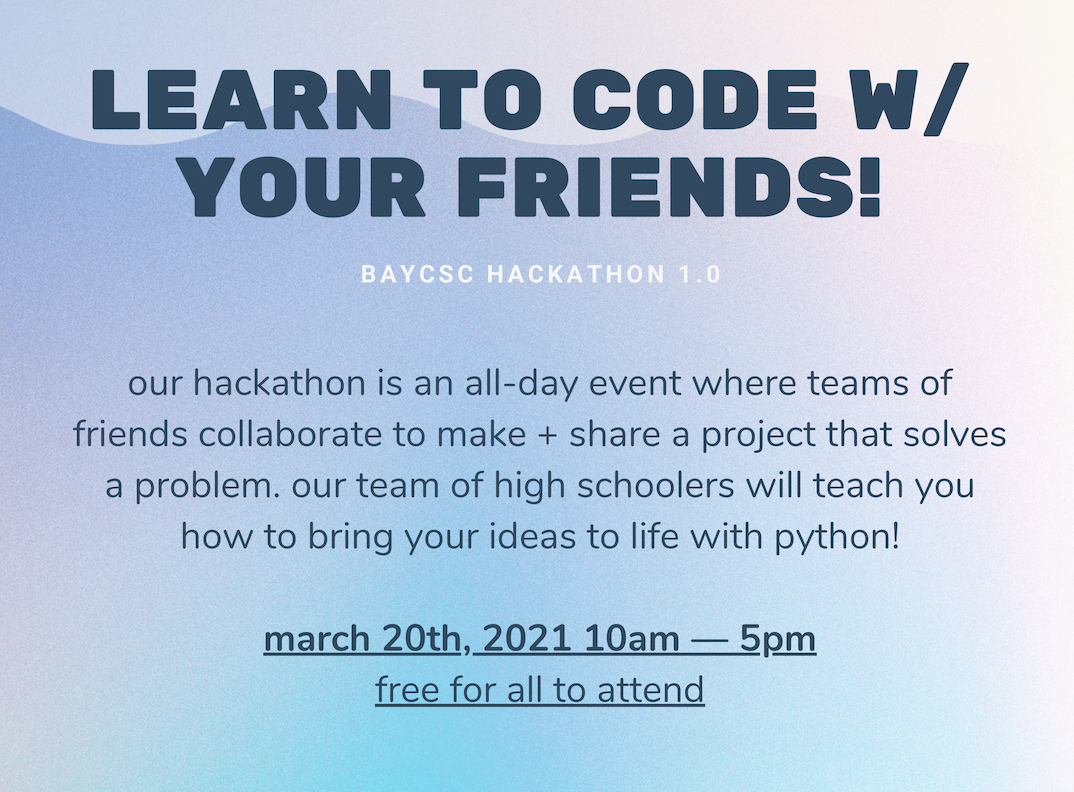 LEARN TO CODE W/
YOUR FRIENDS!
BAYCSC HACKATHON 1.0
our hackathon is an all-day event where teams of
friends collaborate to make + share a project that solves
a problem. our team of high schoolers will teach you
how to bring your ideas to life with python!
march 20th, 2021 10am — 5pm
free for all to attend